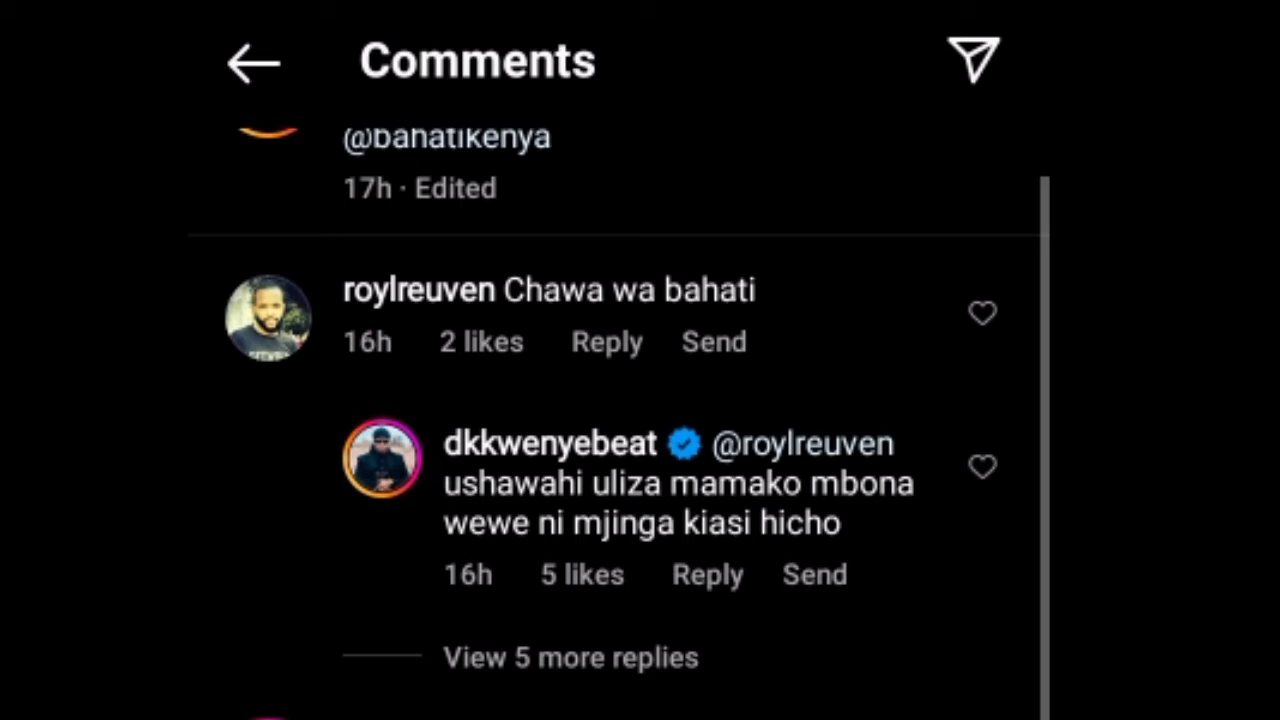 Comments
@bahatikenya
17h · Edited
roylreuven Chawa wa bahati
16h 2 likes Reply Send
dkkwenyebeat @roylreuven
ushawahi uliza mamako mbona
wewe ni mjinga kiasi hicho
16h 5 likes Reply Send
View 5 more replies